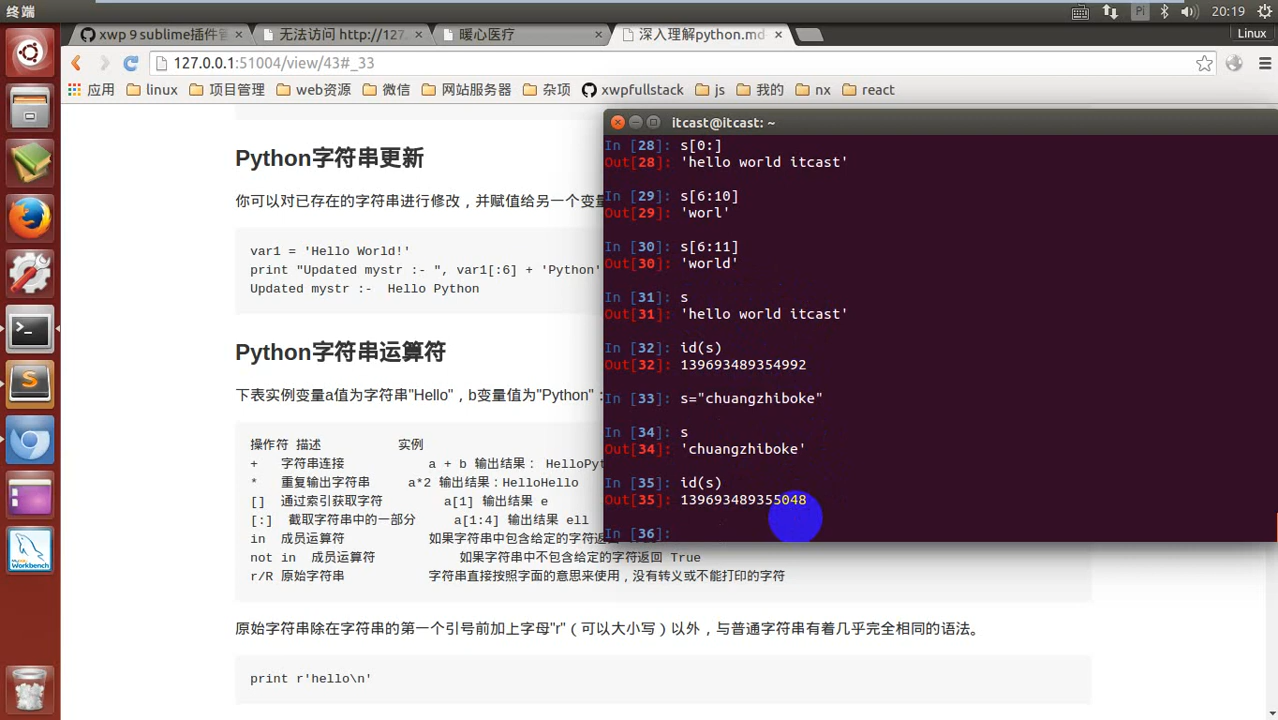 终端
Pi
20:19
xwp 9 sublime插件管 × 无法访问 http://127. × 暖心医疗 × 深入理解python.md ×
Linux
127.0.0.1:51004/view/43#_33
应用 linux 项目管理 web资源 微信 网站服务器 杂项 xwpfullstack js 我的 nx react
Python字符串更新
你可以对已存在的字符串进行修改，并赋值给另一个变量
var1 = 'Hello World!'
print "Updated mystr :- ", var1[:6] + 'Python'
Updated mystr :-  Hello Python
Python字符串运算符
下表实例变量a值为字符串"Hello"，b变量值为"Python"：
操作符 描述 实例
+ 字符串连接 a + b 输出结果： HelloPyt
* 重复输出字符串 a*2 输出结果：HelloHello
[] 通过索引获取字符 a[1] 输出结果 e
[:] 截取字符串中的一部分 a[1:4] 输出结果 ell
in 成员运算符 如果字符串中包含给定的字符返回
not in 成员运算符 如果字符串中不包含给定的字符返回 True
r/R 原始字符串 字符串直接按照字面的意思来使用，没有转义或不能打印的字符
原始字符串除在字符串的第一个引号前加上字母"r"（可以大小写）以外，与普通字符串有着几乎完全相同的语法。
print r'hello\n'
itcast@itcast: ~
In [28]: s[0:]
Out[28]: 'hello world itcast'
In [29]: s[6:10]
Out[29]: 'worl'
In [30]: s[6:11]
Out[30]: 'world'
In [31]: s
Out[31]: 'hello world itcast'
In [32]: id(s)
Out[32]: 139693489354992
In [33]: s="chuangzhiboke"
In [34]: s
Out[34]: 'chuangzhiboke'
In [35]: id(s)
Out[35]: 139693489355048
In [36]:
MySQL
Workbench